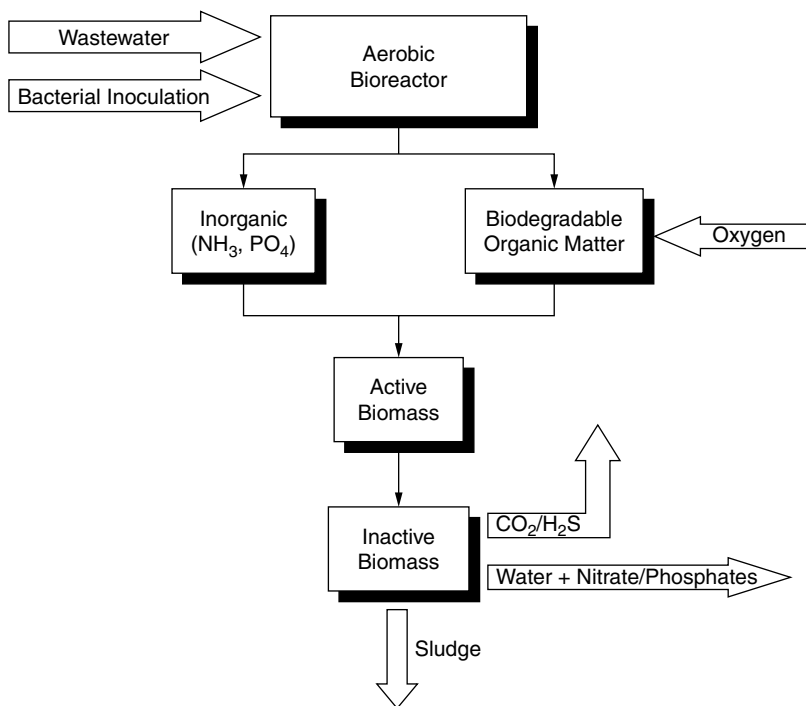 Wastewater
Bacterial Inoculation
Aerobic
Bioreactor
Inorganic
(NH₃, PO₄)
Biodegradable
Organic Matter
Oxygen
Active
Biomass
Inactive
Biomass
CO₂/H₂S
Water + Nitrate/Phosphates
Sludge